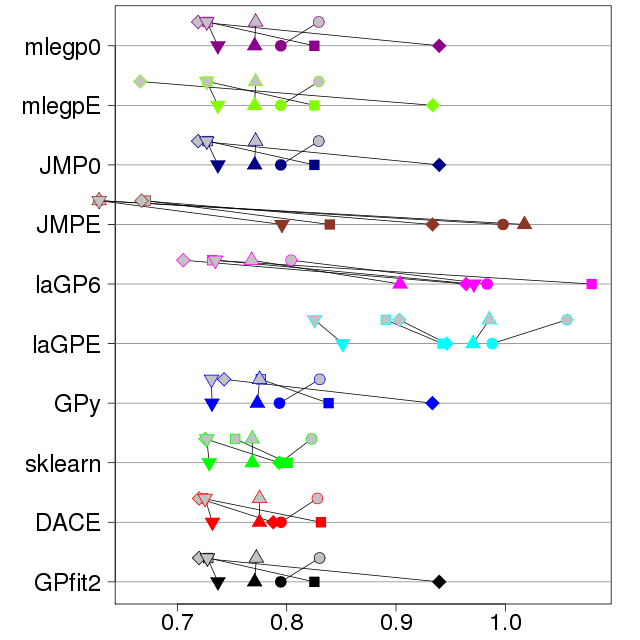 mlegp0
mlegpE
JMP0
JMPE
laGP6
laGPE
GPy
sklearn
DACE
GPfit2
0.7 0.8 0.9 1.0